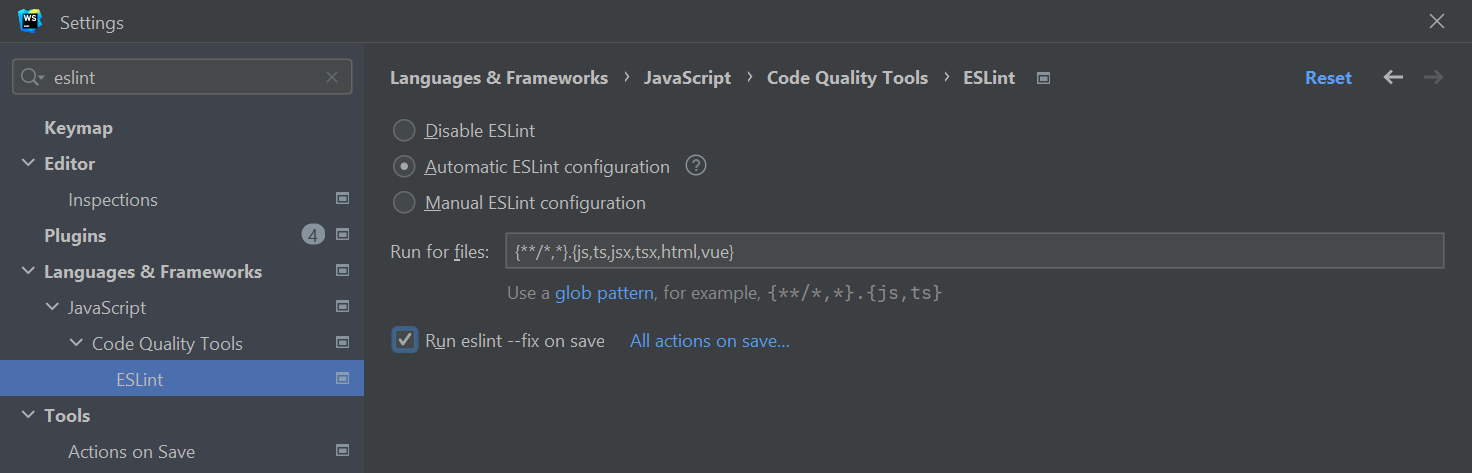 WS
Settings
eslint
Keymap
Editor
Inspections
Plugins 4
Languages & Frameworks
JavaScript
Code Quality Tools
ESLint
Tools
Actions on Save
Languages & Frameworks › JavaScript › Code Quality Tools › ESLint
Reset
Disable ESLint
Automatic ESLint configuration ?
Manual ESLint configuration
Run for files: {**/*,*}.{js,ts,jsx,tsx,html,vue}
Use a glob pattern, for example, {**/*,*}.{js,ts}
Run eslint --fix on save All actions on save...